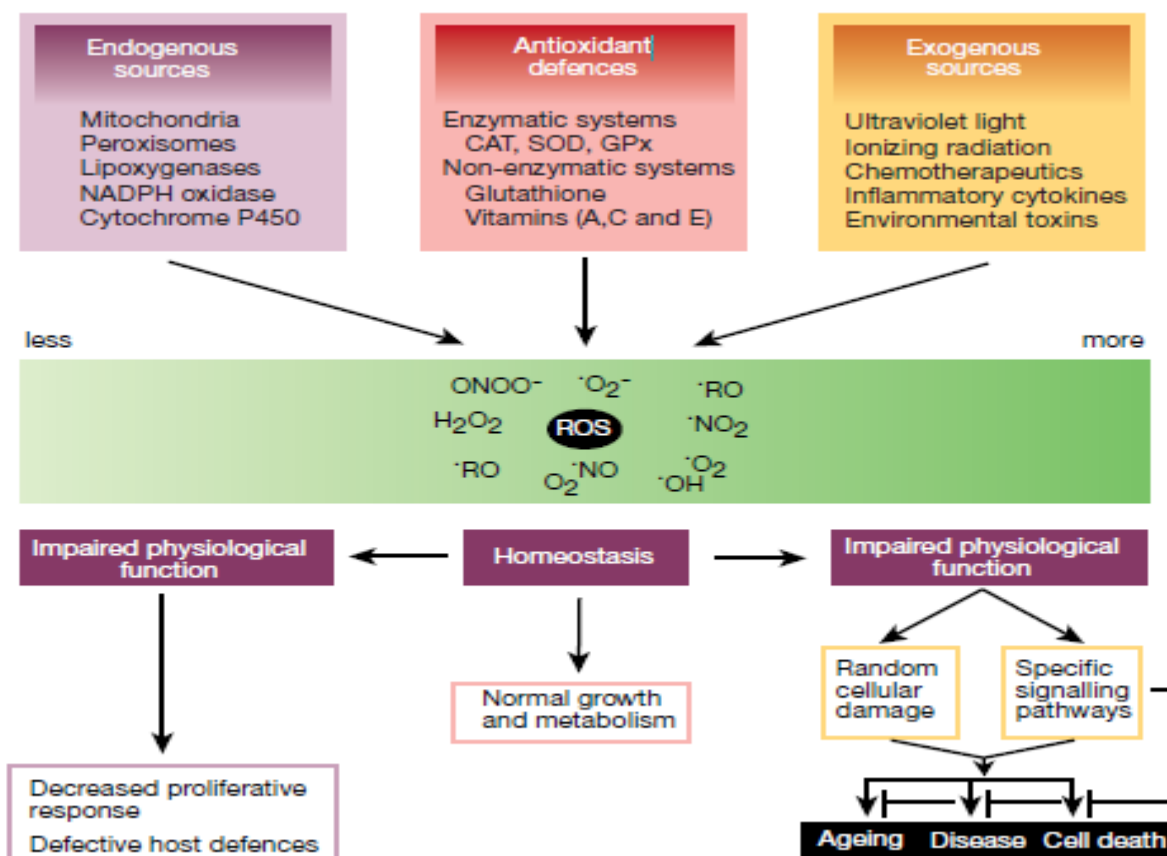 Endogenous
sources
Mitochondria
Peroxisomes
Lipoxygenases
NADPH oxidase
Cytochrome P450
Antioxidant
defences
Enzymatic systems
CAT, SOD, GPx
Non-enzymatic systems
Glutathione
Vitamins (A,C and E)
Exogenous
sources
Ultraviolet light
Ionizing radiation
Chemotherapeutics
Inflammatory cytokines
Environmental toxins
less
more
ONOO⁻ ˙O₂⁻ ˙RO
H₂O₂ ROS ˙NO₂
˙RO O₂ ˙NO ˙OH ˙O₂
Impaired physiological
function
Homeostasis
Impaired physiological
function
Normal growth
and metabolism
Random
cellular
damage
Specific
signalling
pathways
Decreased proliferative
response
Defective host defences
Ageing Disease Cell death